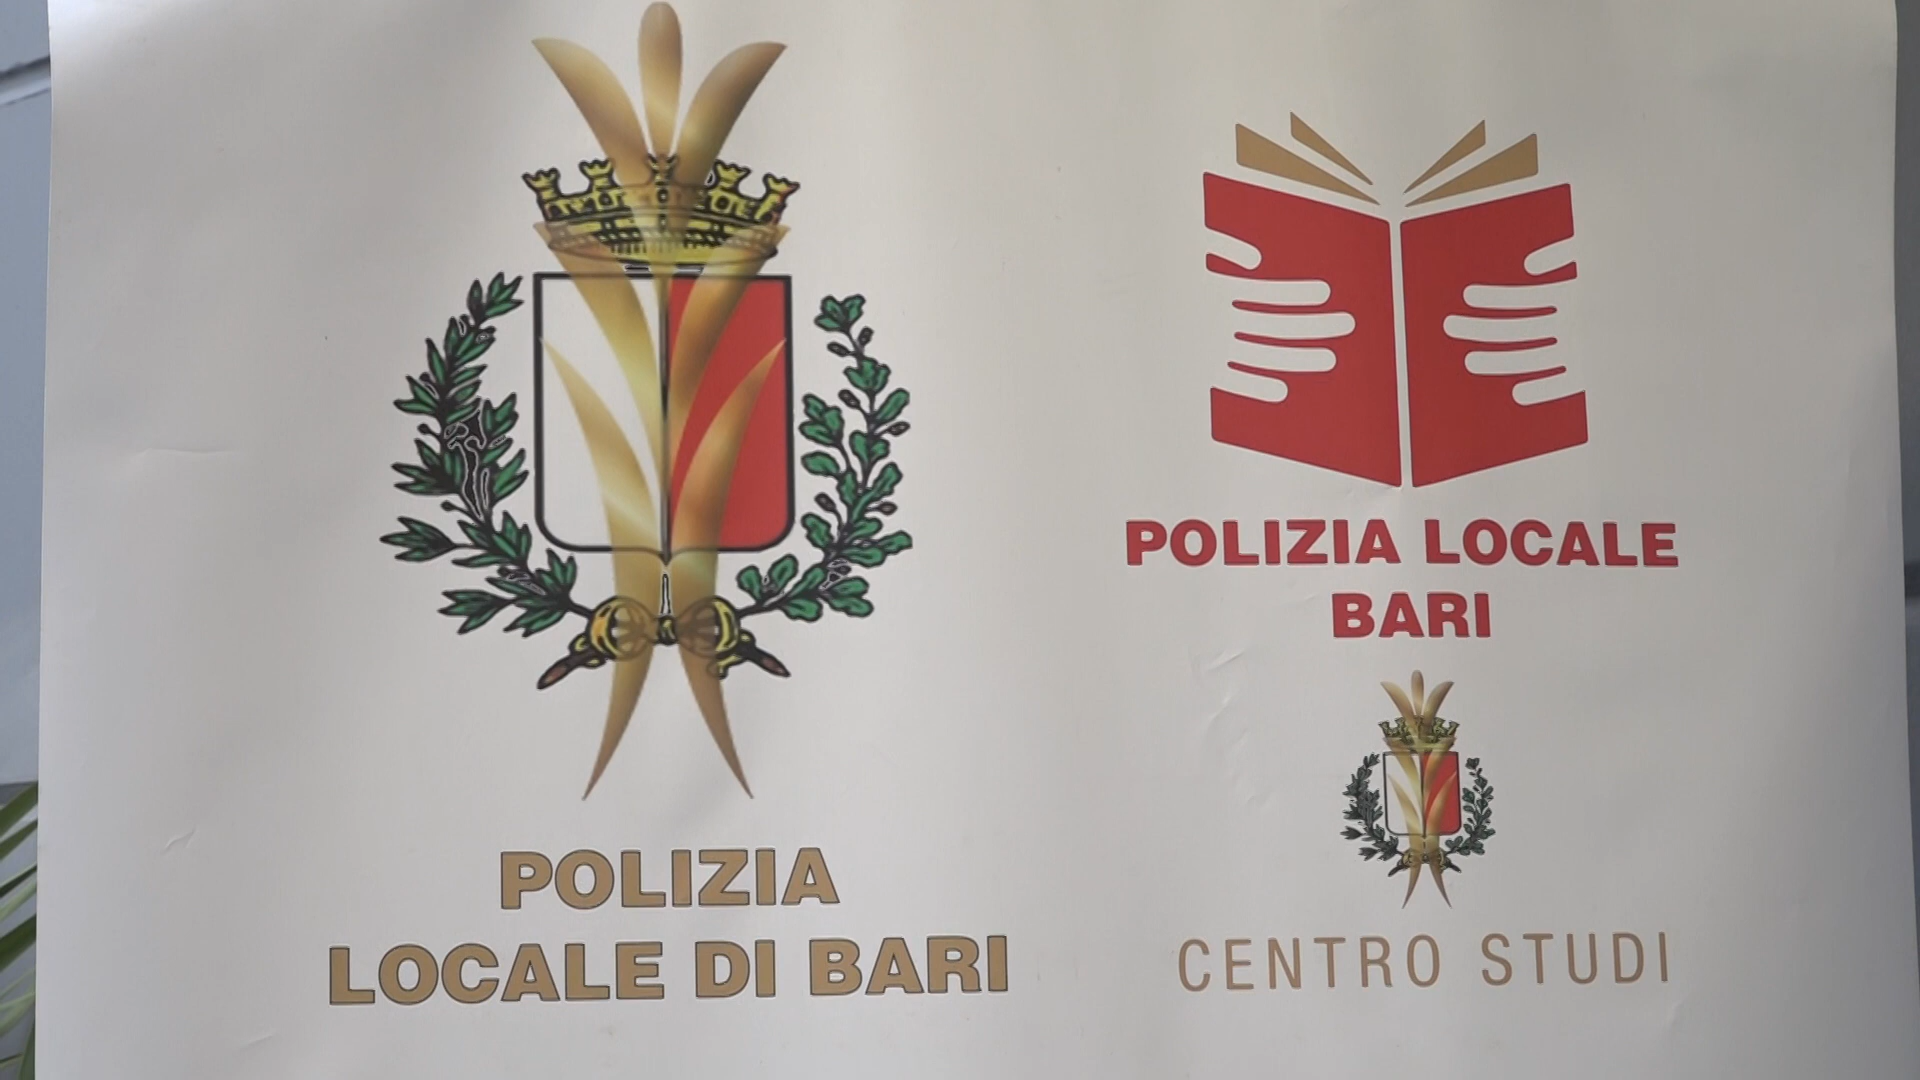 POLIZIA
LOCALE DI BARI
POLIZIA LOCALE
BARI
CENTRO STUDI